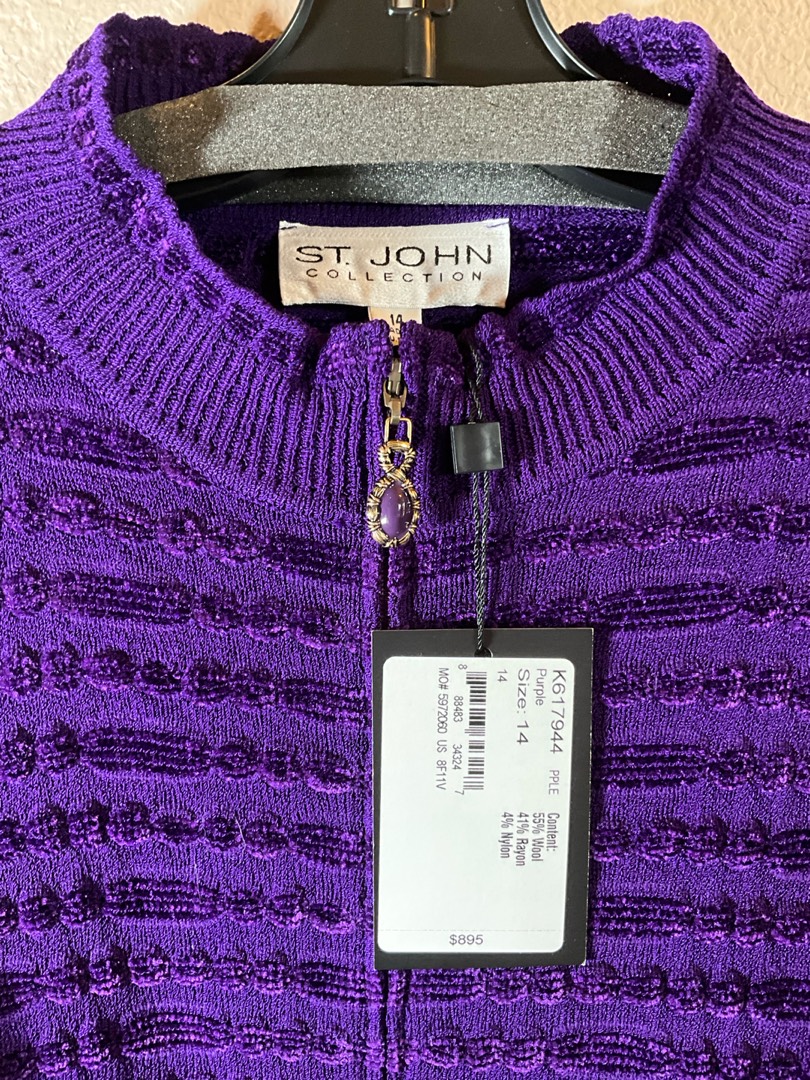 ST. JOHN
COLLECTION
14
K617944 PPLE
Purple
Size: 14
14
Content:
55% Wool
41% Rayon
4% Nylon
8 88483 34324 7
MO# 5972060 US 8F11V
$895